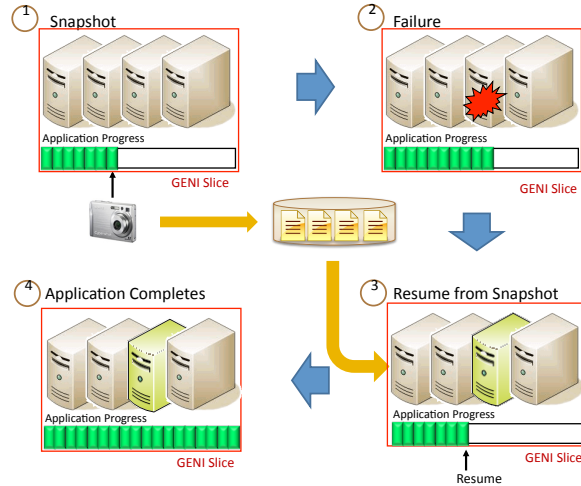 1 Snapshot
Application Progress
GENI Slice
2 Failure
Application Progress
GENI Slice
4 Application Completes
Application Progress
GENI Slice
3 Resume from Snapshot
Application Progress
GENI Slice
Resume